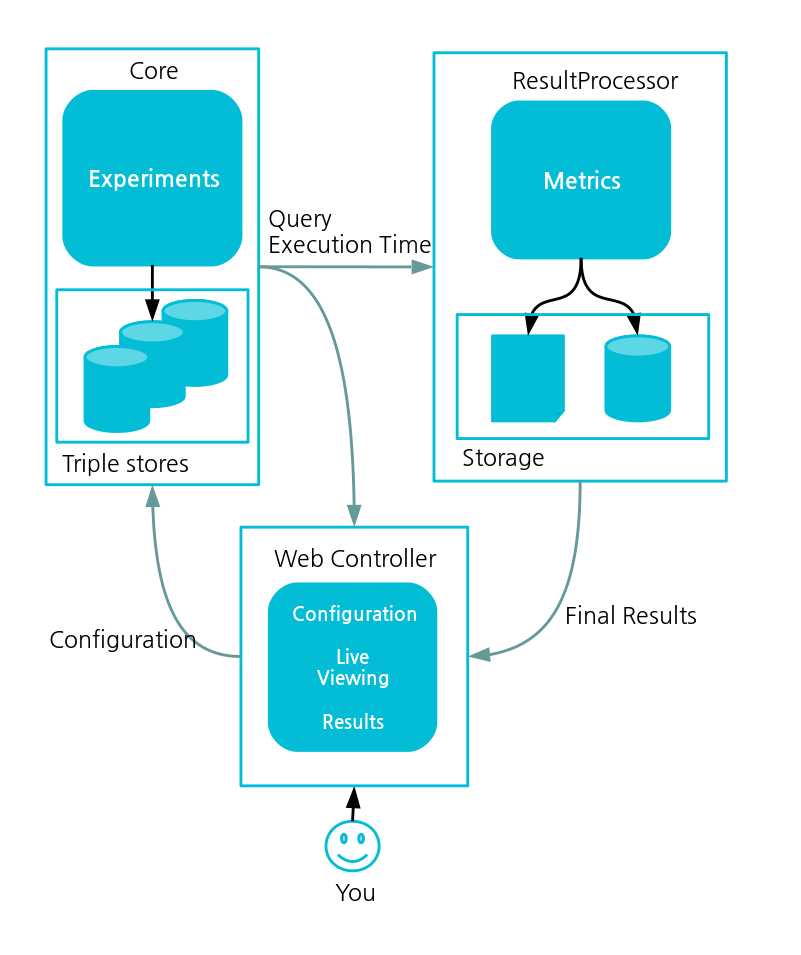 Core
Experiments
Triple stores
Query
Execution Time
ResultProcessor
Metrics
Storage
Web Controller
Configuration
Live
Viewing
Results
Configuration
Final Results
You